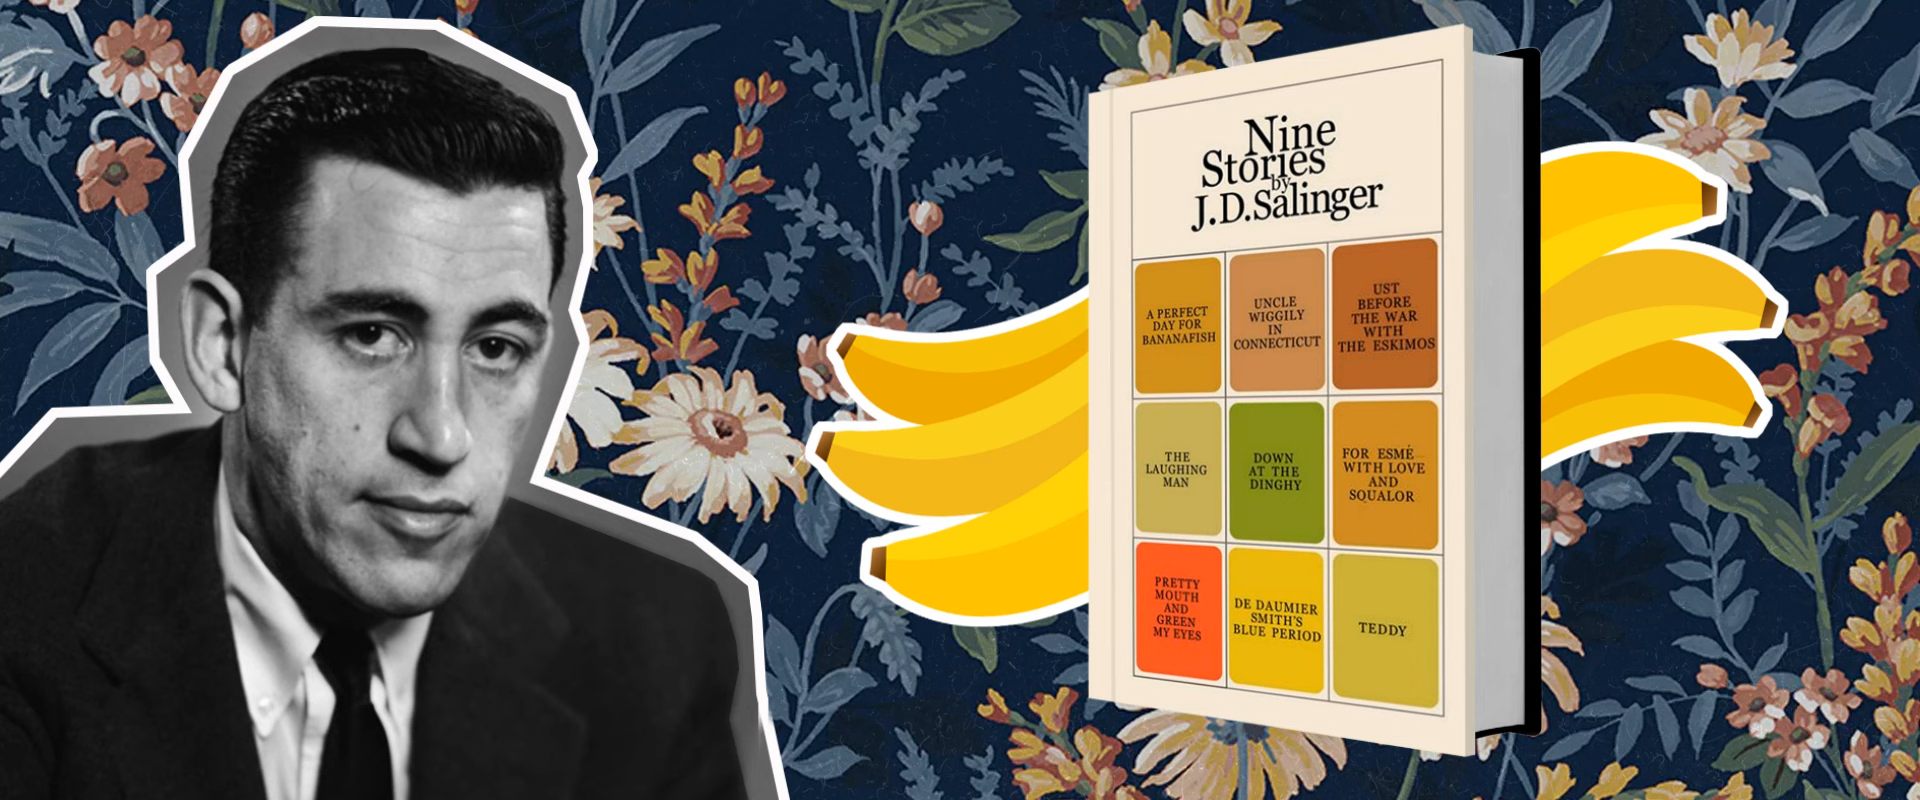 Nine
Stories
by
J.D.Salinger
A PERFECT
DAY FOR
BANANAFISH
UNCLE
WIGGILY
IN
CONNECTICUT
UST
BEFORE
THE WAR
WITH
THE ESKIMOS
THE
LAUGHING
MAN
DOWN
AT THE
DINGHY
FOR ESMÉ
WITH LOVE
AND
SQUALOR
PRETTY
MOUTH
AND
GREEN
MY EYES
DE DAUMIER
SMITH'S
BLUE PERIOD
TEDDY